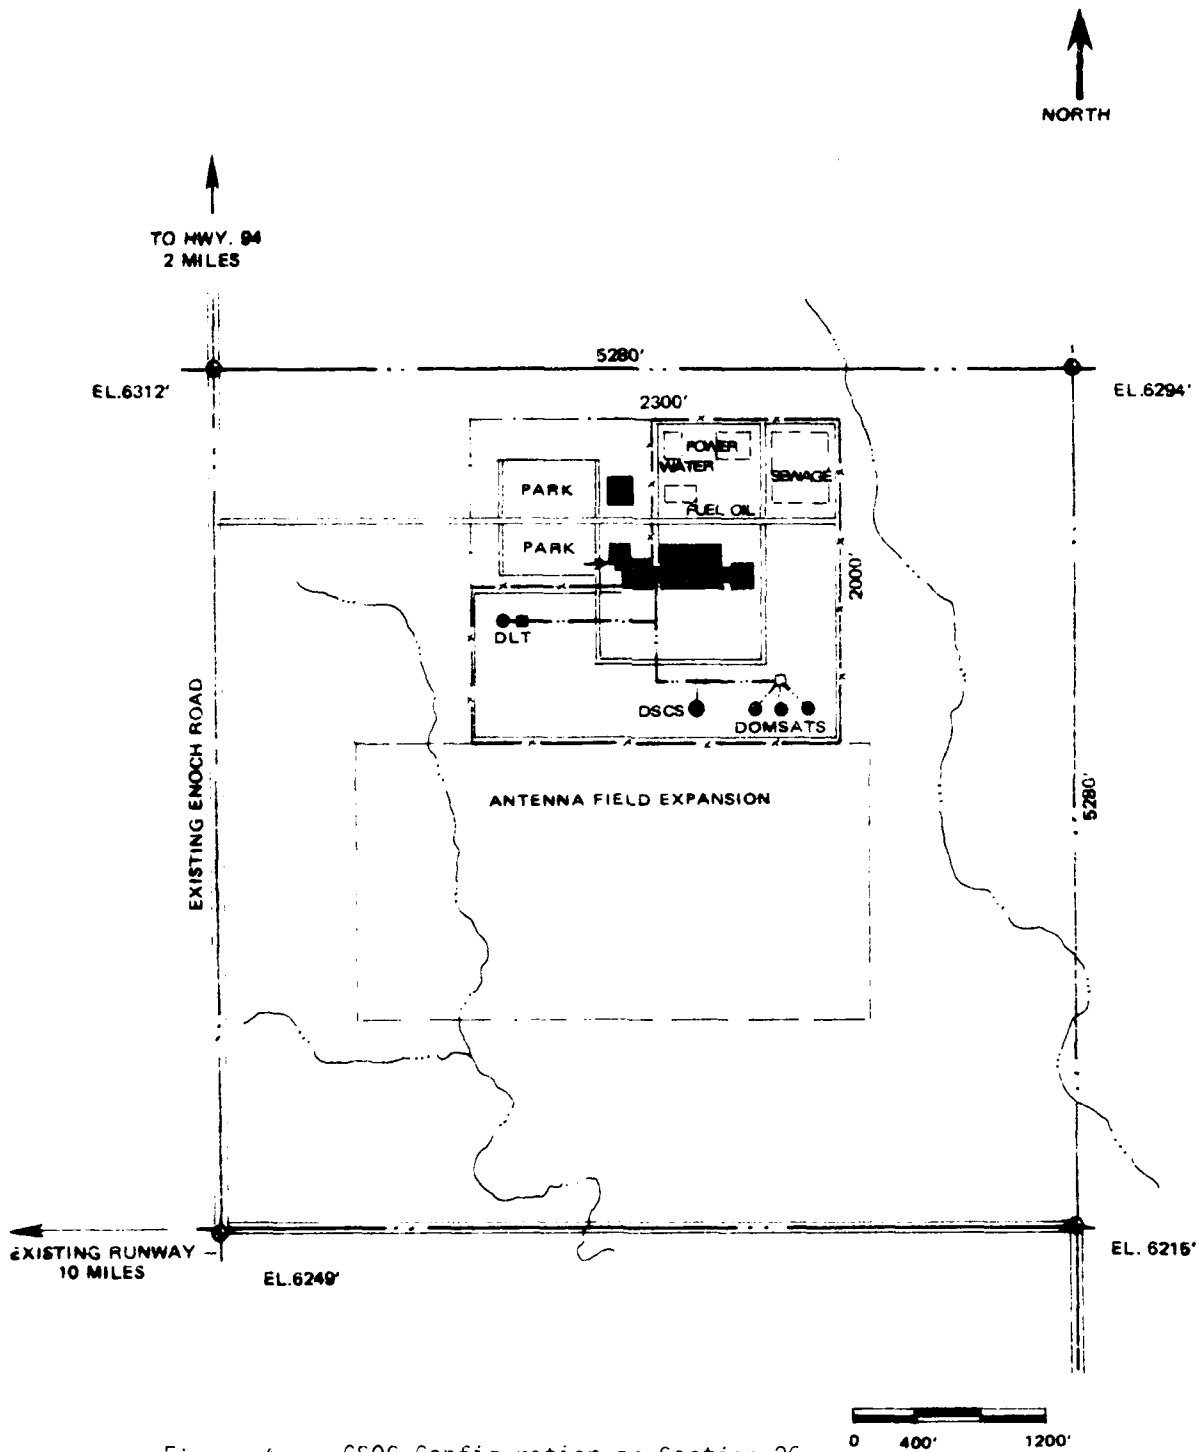 NORTH
TO HWY. 94
2 MILES
5280'
EL.6312'
EL.6294'
2300'
POWER
WATER
SEWAGE
PARK
FUEL OIL
PARK
2000'
DLT
DSCS
DOMSATS
EXISTING ENOCH ROAD
ANTENNA FIELD EXPANSION
5280'
EXISTING RUNWAY
10 MILES
EL.6249'
EL. 6215'
0 400' 1200'
CSOC Configuration on Section 26